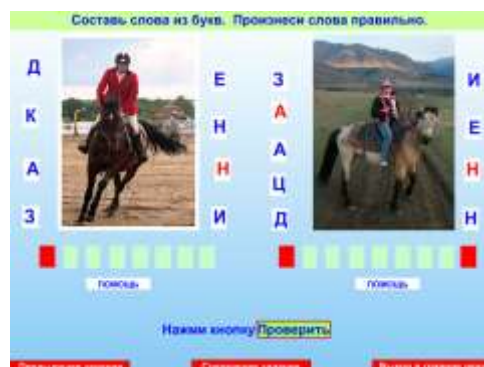 Составь слова из букв. Произнеси слова правильно.
Д Е З И
К Н А Е
А Н А Н
З И Ц Н
Д
помощь помощь
Нажми кнопку Проверить